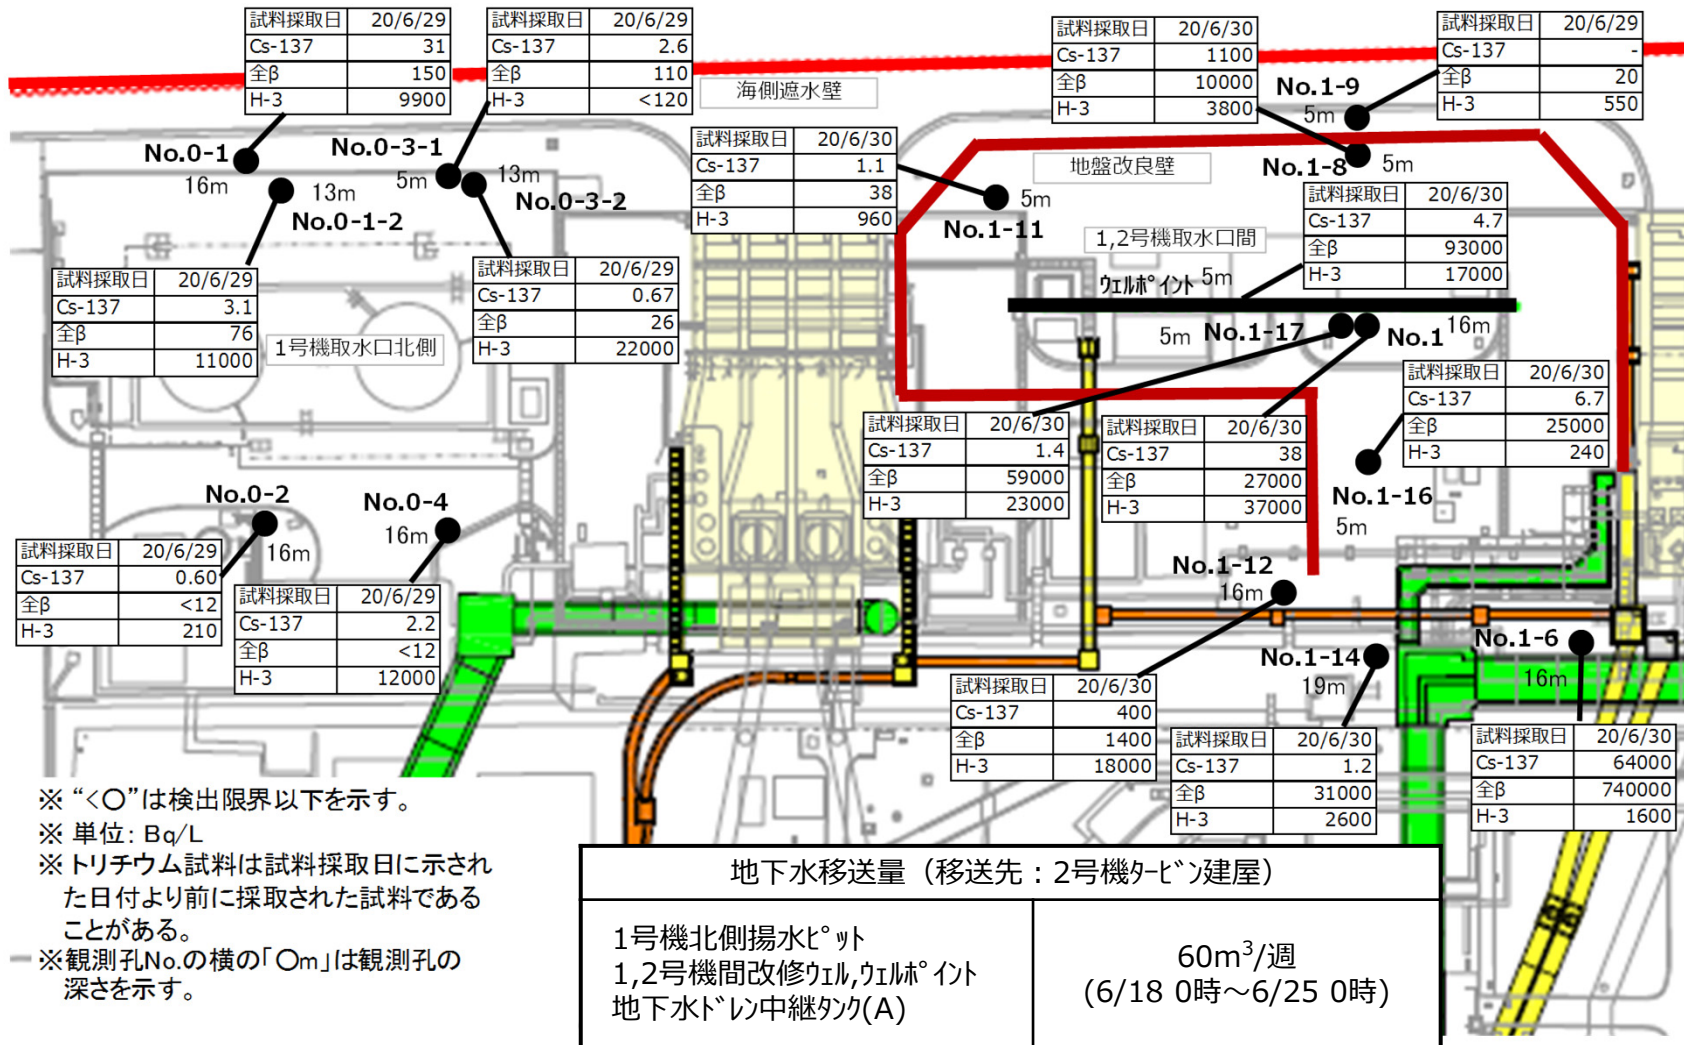 試料採取日 20/6/29
Cs-137 31
全β 150
H-3 9900
試料採取日 20/6/29
Cs-137 2.6
全β 110
H-3 <120
海側遮水壁
試料採取日 20/6/30
Cs-137 1100
全β 10000
H-3 3800
試料採取日 20/6/29
Cs-137 -
全β 20
H-3 550
No.1-9
5m
No.0-1
16m
13m
No.0-1-2
No.0-3-1
5m
13m
No.0-3-2
試料採取日 20/6/30
Cs-137 1.1
全β 38
H-3 960
5m
No.1-11
地盤改良壁
No.1-8
5m
試料採取日 20/6/30
Cs-137 4.7
全β 93000
H-3 17000
1,2号機取水口間
ウェルポイント 5m
試料採取日 20/6/29
Cs-137 3.1
全β 76
H-3 11000
1号機取水口北側
試料採取日 20/6/29
Cs-137 0.67
全β 26
H-3 22000
5m
No.1-17
No.1
16m
試料採取日 20/6/30
Cs-137 6.7
全β 25000
H-3 240
試料採取日 20/6/30
Cs-137 1.4
全β 59000
H-3 23000
試料採取日 20/6/30
Cs-137 38
全β 27000
H-3 37000
No.1-16
5m
No.0-2
16m
No.0-4
16m
試料採取日 20/6/29
Cs-137 0.60
全β <12
H-3 210
試料採取日 20/6/29
Cs-137 2.2
全β <12
H-3 12000
No.1-12
16m
No.1-14
19m
No.1-6
16m
試料採取日 20/6/30
Cs-137 400
全β 1400
H-3 18000
試料採取日 20/6/30
Cs-137 1.2
全β 31000
H-3 2600
試料採取日 20/6/30
Cs-137 64000
全β 740000
H-3 1600
※ “<○”は検出限界以下を示す。
※ 単位: Bq/L
※ トリチウム試料は試料採取日に示され
た日付より前に採取された試料である
ことがある。
※観測孔No.の横の「○m」は観測孔の
深さを示す。
地下水移送量（移送先：2号機タービン建屋）
1号機北側揚水ピット
1,2号機間改修ウェル,ウェルポイント
地下水ドレン中継タンク(A)
60m³/週
(6/18 0時～6/25 0時)